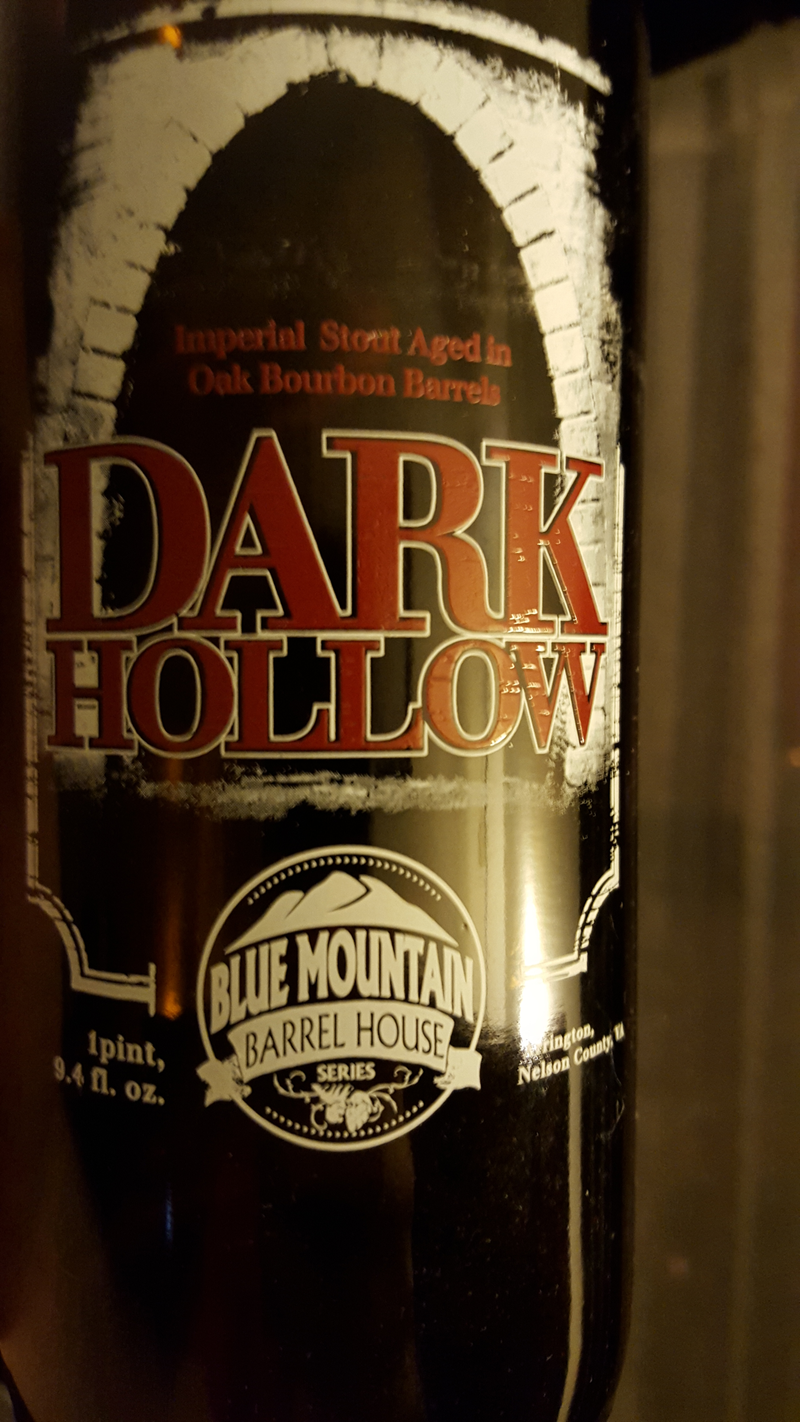 Imperial Stout Aged in
Oak Bourbon Barrels
DARK
HOLLOW
BLUE MOUNTAIN
BARREL HOUSE
SERIES
1pint,
9.4 fl. oz.
Nelson County, VA